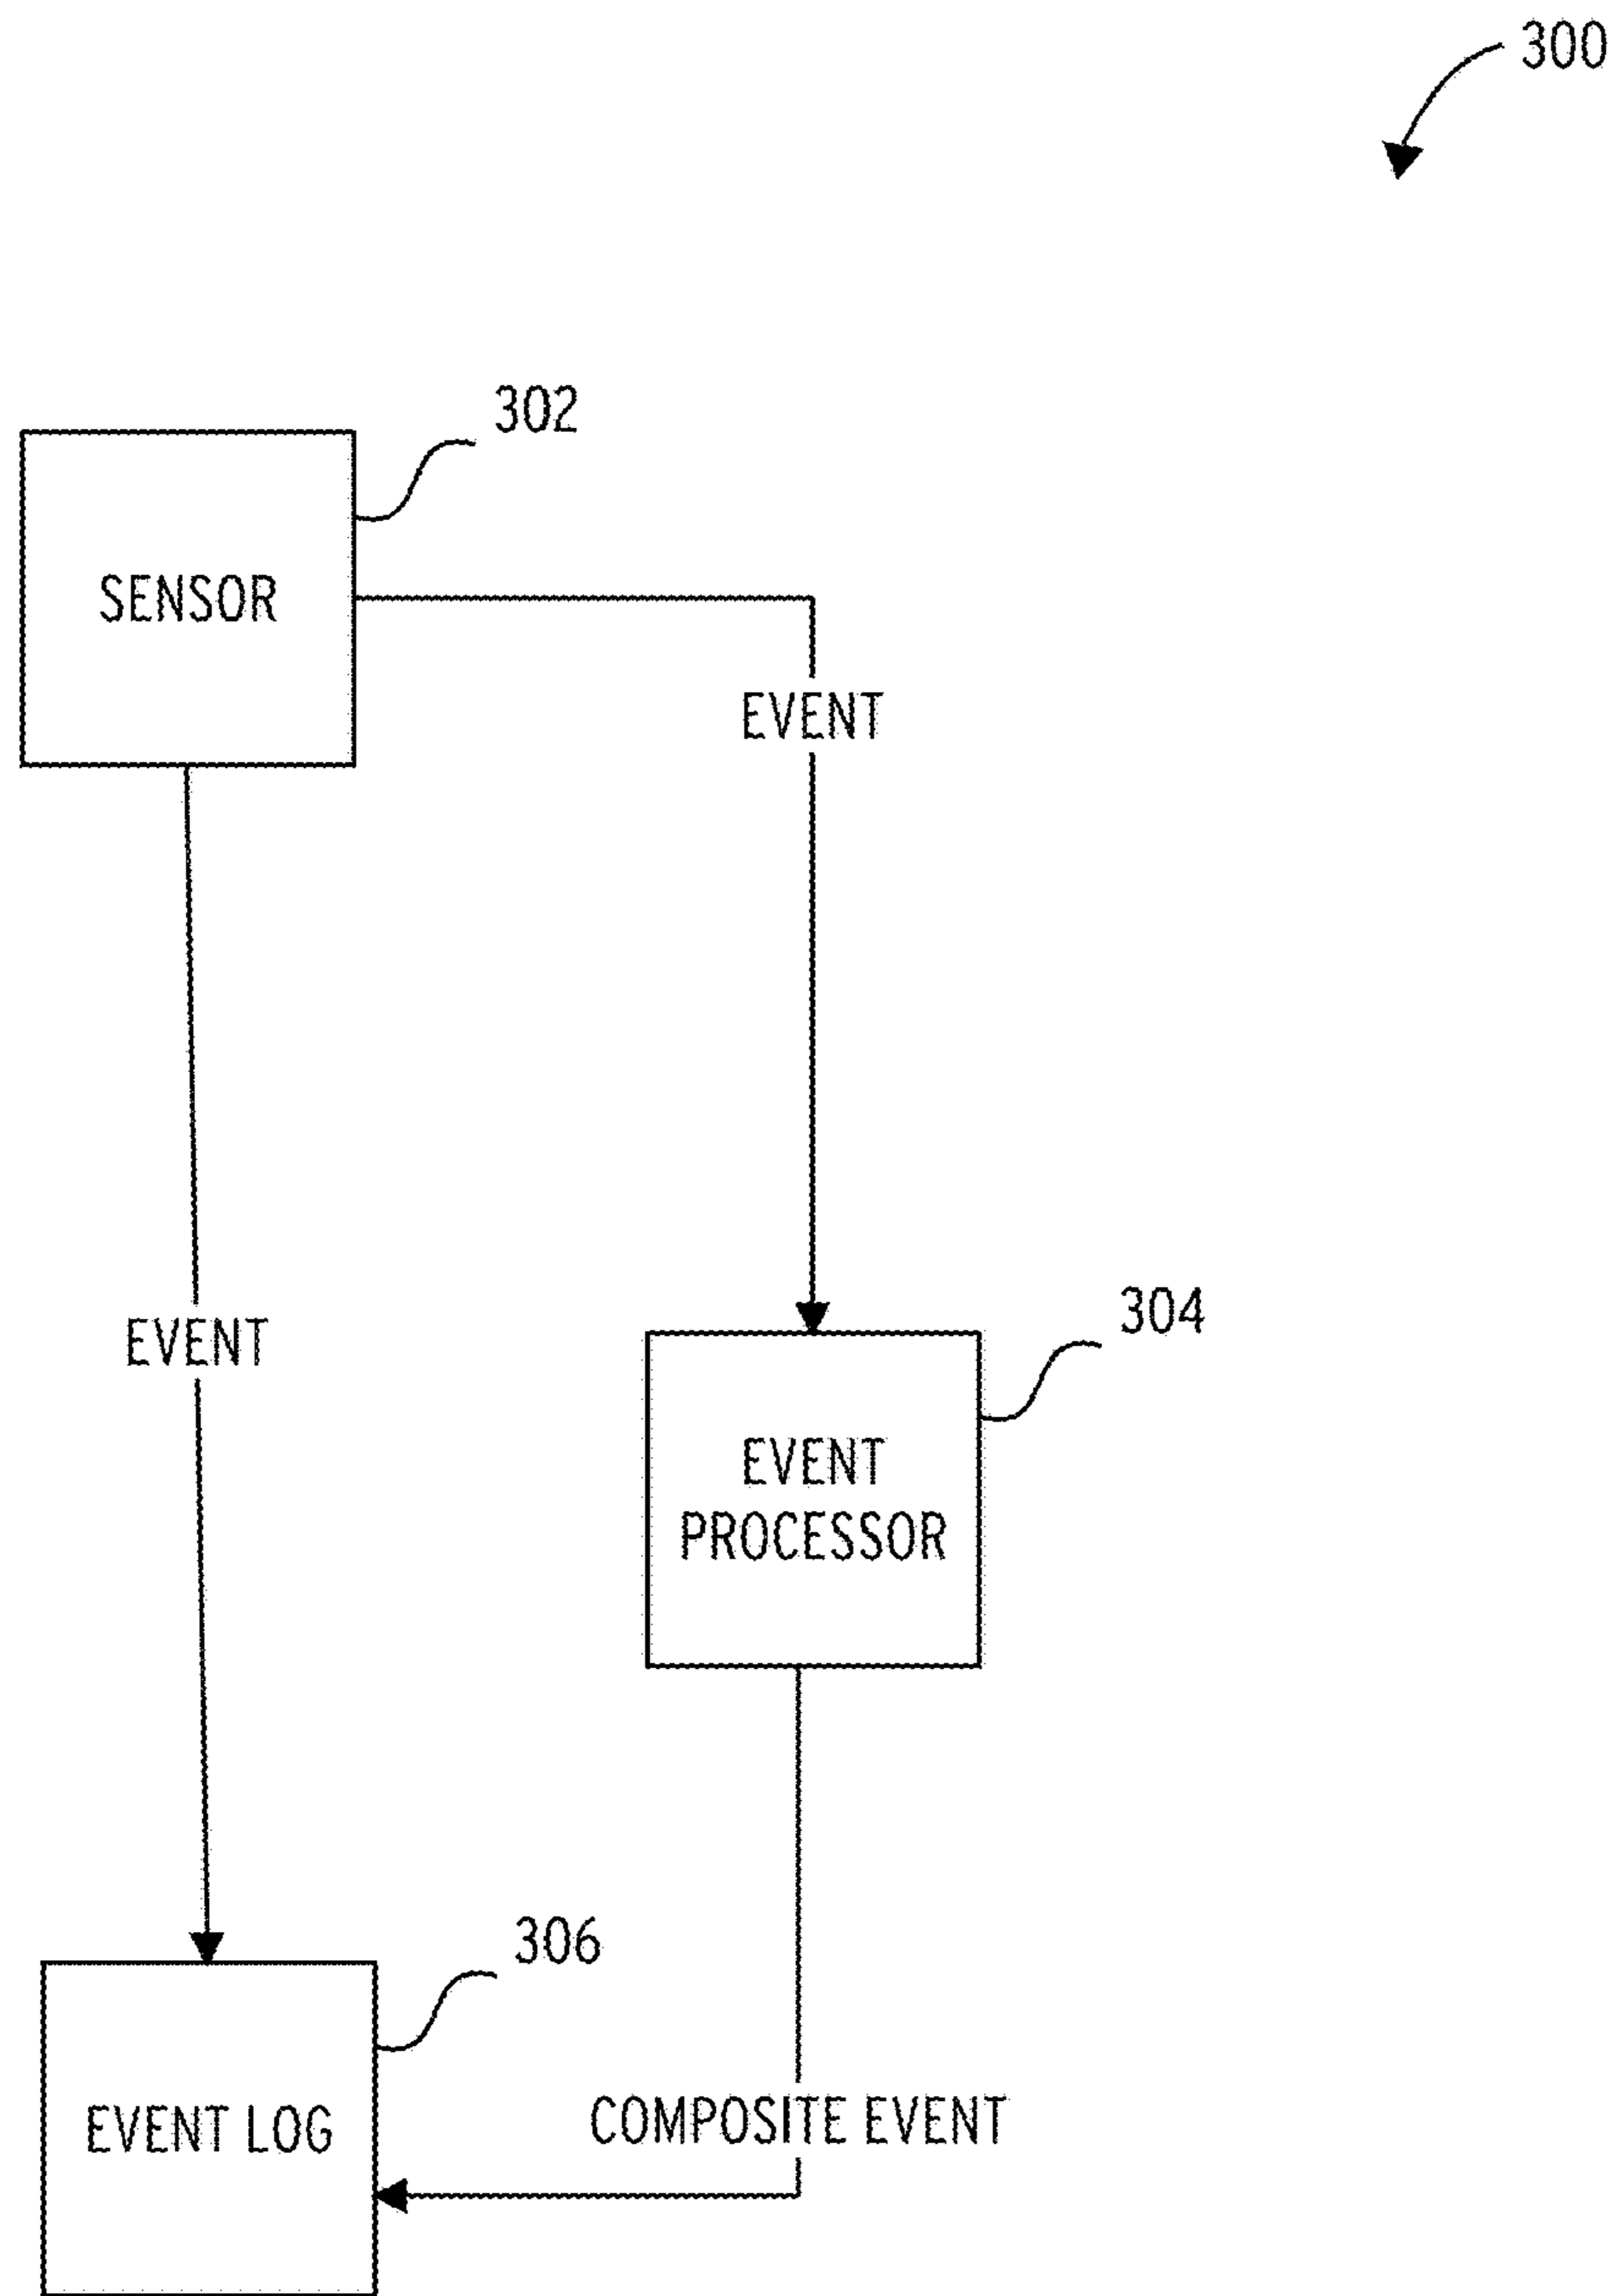 300
302
SENSOR
EVENT
304
EVENT
EVENT
PROCESSOR
306
EVENT LOG
COMPOSITE EVENT